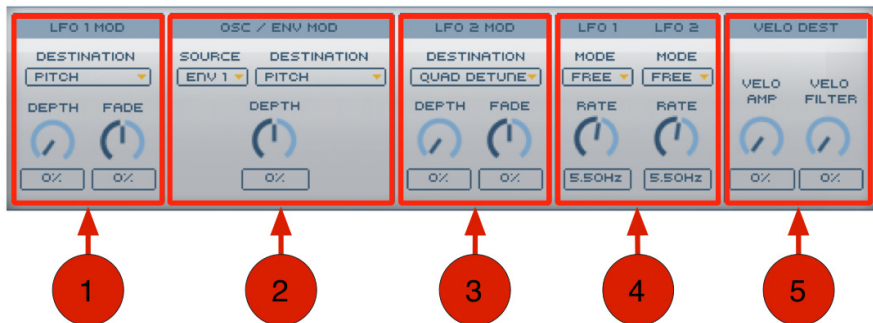 LFO 1 MOD
OSC / ENV MOD
LFO 2 MOD
LFO 1
LFO 2
VELO DEST
DESTINATION
PITCH
DEPTH
FADE
0%
0%
SOURCE
DESTINATION
ENV 1
PITCH
DEPTH
0%
DESTINATION
QUAD DETUNE
DEPTH
FADE
0%
0%
MODE
MODE
FREE
FREE
RATE
RATE
5.50Hz
5.50Hz
VELO
AMP
VELO
FILTER
0%
0%
1
2
3
4
5